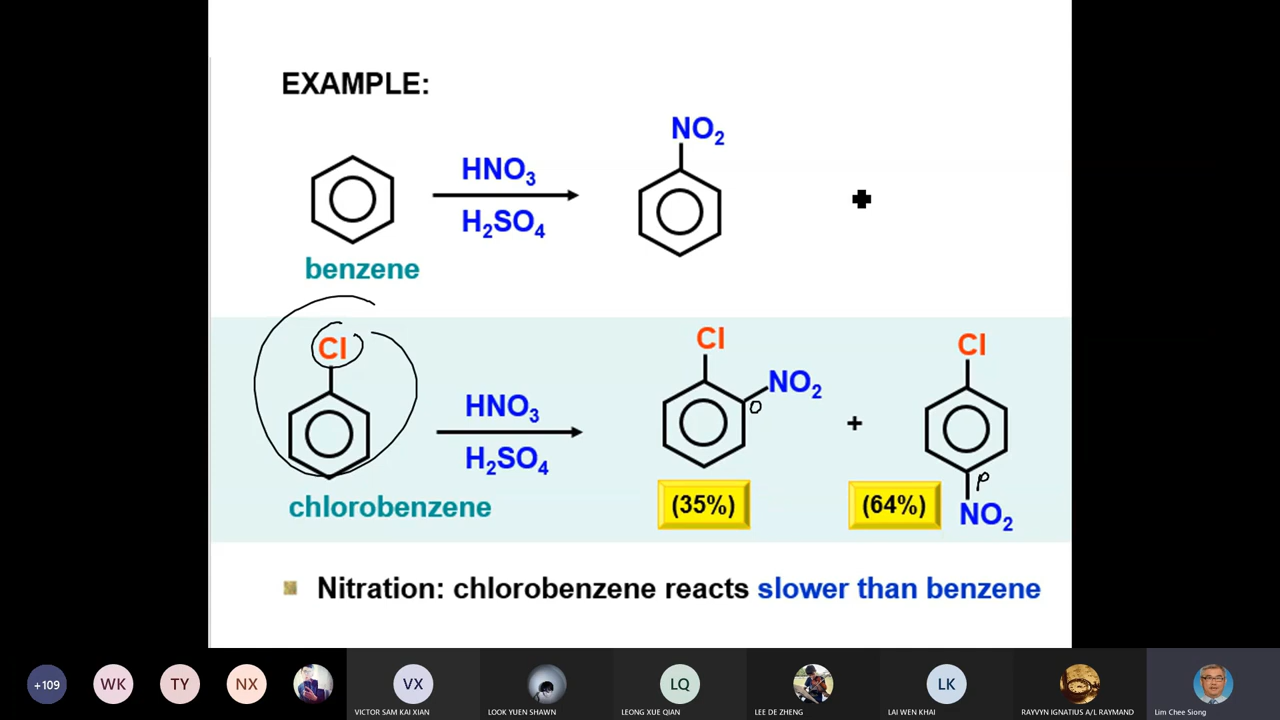 EXAMPLE:
NO₂
HNO₃
H₂SO₄
benzene
Cl
HNO₃
H₂SO₄
chlorobenzene
Cl
NO₂
o
(35%)
+
Cl
p
NO₂
(64%)
Nitration: chlorobenzene reacts slower than benzene
+109
WK
TY
NX
VX
VICTOR SAM KAI XIAN
LOOK YUEN SHAWN
LQ
LEONG XUE QIAN
LEE DE ZHENG
LK
LAI WEN KHAI
RAYVYN IGNATIUS A/L RAYMAND
Lim Chee Siong